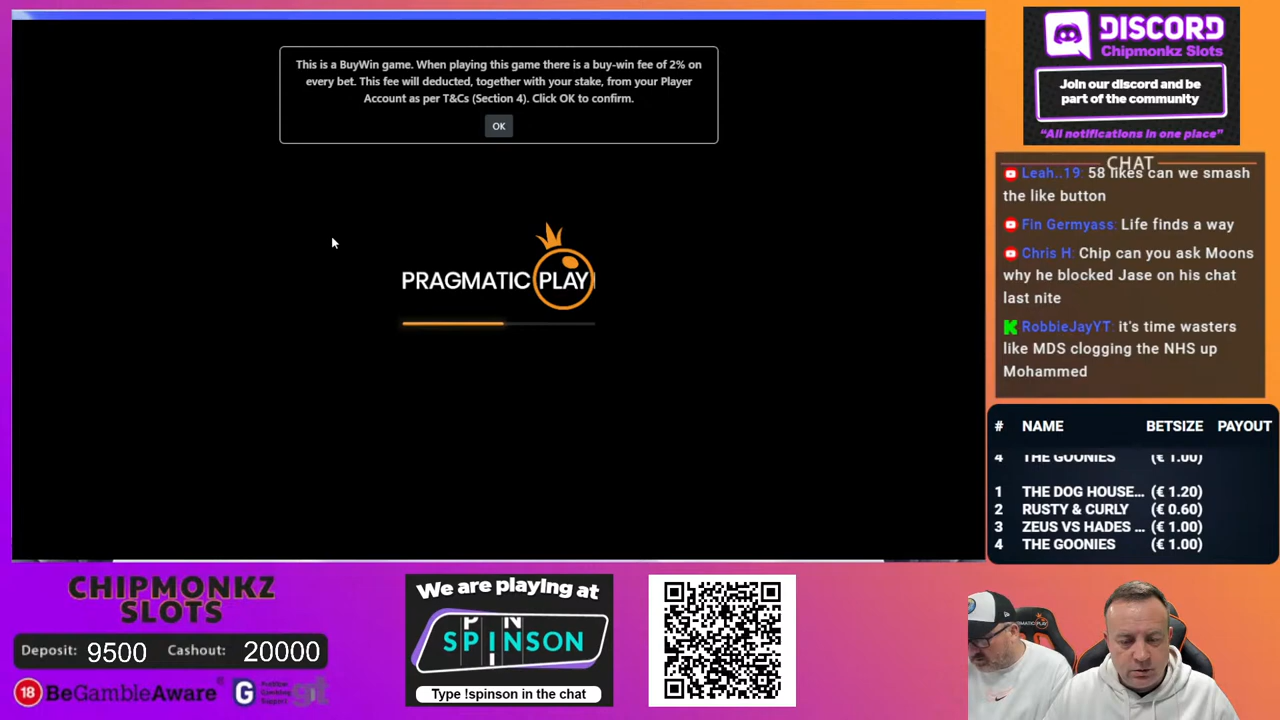 This is a BuyWin game. When playing this game there is a buy-win fee of 2% on
every bet. This fee will deducted, together with your stake, from your Player
Account as per T&Cs (Section 4). Click OK to confirm.
OK
PRAGMATIC PLAY
DISCORD
Chipmonkz Slots
Join our discord and be
part of the community
“All notifications in one place”
CHAT
Leah..19: 58 likes can we smash
the like button
Fin Germyass: Life finds a way
Chris H: Chip can you ask Moons
why he blocked Jase on his chat
last nite
RobbieJayYT: it's time wasters
like MDS clogging the NHS up
Mohammed
# NAME BETSIZE PAYOUT
4 THE GOONIES (€ 1.00)
1 THE DOG HOUSE... (€ 1.20)
2 RUSTY & CURLY (€ 0.60)
3 ZEUS VS HADES ... (€ 1.00)
4 THE GOONIES (€ 1.00)
CHIPMONKZ
SLOTS
Deposit: 9500 Cashout: 20000
18 BeGambleAware
We are playing at
SPINSON
Type !spinson in the chat